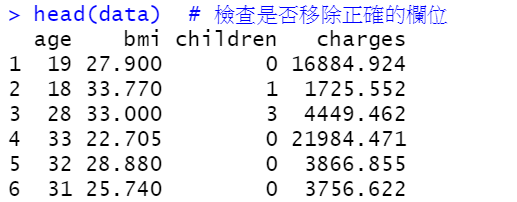 > head(data)  # 檢查是否移除正確的欄位
  age    bmi children   charges
1  19 27.900        0 16884.924
2  18 33.770        1  1725.552
3  28 33.000        3  4449.462
4  33 22.705        0 21984.471
5  32 28.880        0  3866.855
6  31 25.740        0  3756.622